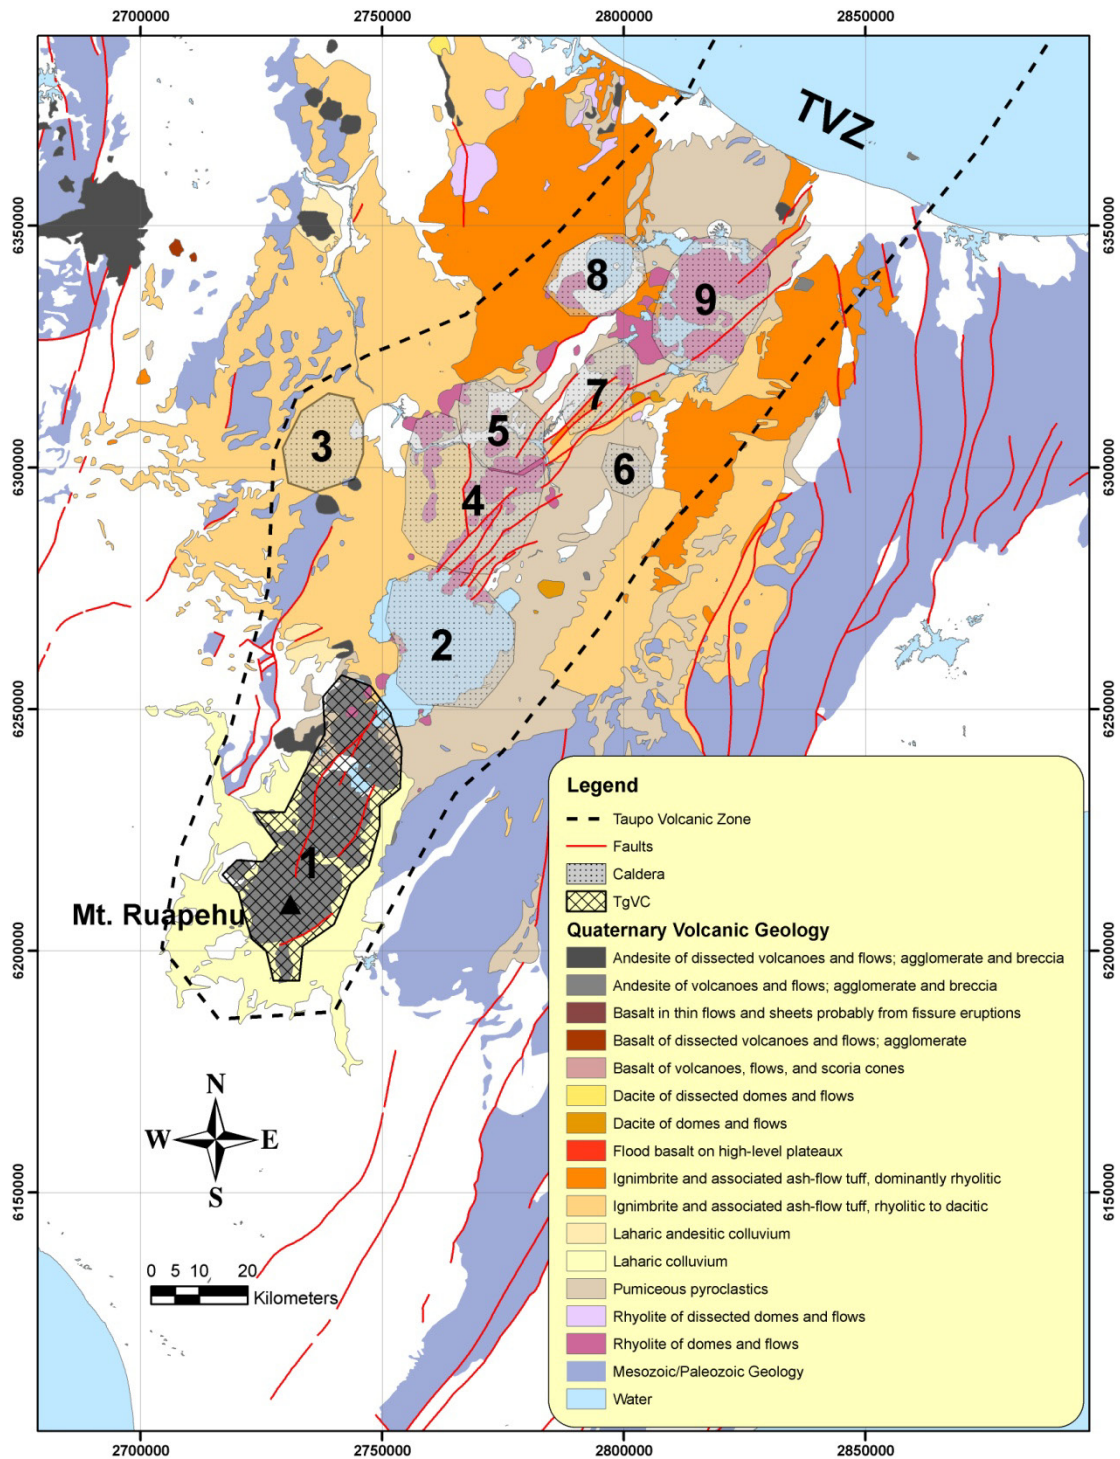 2700000
2750000
2800000
2850000
TVZ
6350000
6350000
8
9
7
5
3
6300000
6
6300000
4
2
6250000
6250000
1
Mt. Ruapehu
6200000
6200000
Legend
Taupo Volcanic Zone
Faults
Caldera
TgVC
Quaternary Volcanic Geology
Andesite of dissected volcanoes and flows; agglomerate and breccia
Andesite of volcanoes and flows; agglomerate and breccia
Basalt in thin flows and sheets probably from fissure eruptions
Basalt of dissected volcanoes and flows; agglomerate
Basalt of volcanoes, flows, and scoria cones
Dacite of dissected domes and flows
Dacite of domes and flows
Flood basalt on high-level plateaux
Ignimbrite and associated ash-flow tuff, dominantly rhyolitic
Ignimbrite and associated ash-flow tuff, rhyolitic to dacitic
Laharic andesitic colluvium
Laharic colluvium
Pumiceous pyroclastics
Rhyolite of dissected domes and flows
Rhyolite of domes and flows
Mesozoic/Paleozoic Geology
Water
N
W E
S
6150000
6150000
0 5 10 20
Kilometers
2700000
2750000
2800000
2850000